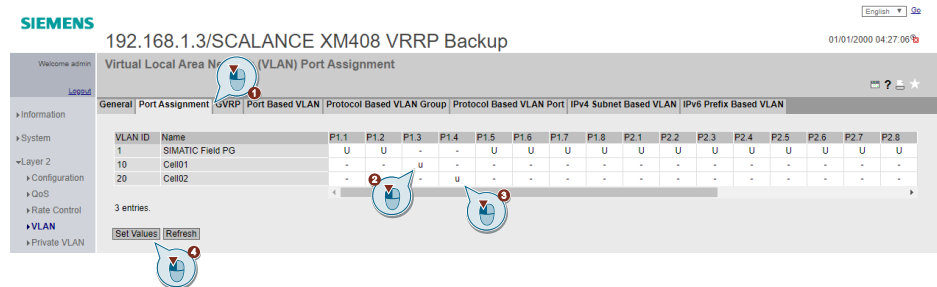 English Go
SIEMENS
192.168.1.3/SCALANCE XM408 VRRP Backup
01/01/2000 04:27:06
Welcome admin
Virtual Local Area (VLAN) Port Assignment
Logout
?
1
General Port Assignment GVRP Port Based VLAN Protocol Based VLAN Group Protocol Based VLAN Port IPv4 Subnet Based VLAN IPv6 Prefix Based VLAN
Information
System
Layer 2
Configuration
QoS
Rate Control
VLAN
Private VLAN
VLAN ID Name P1.1 P1.2 P1.3 P1.4 P1.5 P1.6 P1.7 P1.8 P2.1 P2.2 P2.3 P2.4 P2.5 P2.6 P2.7 P2.8
1 SIMATIC Field PG U U - - U U U U U U U U U U U U
10 Cell01 - - u - - - - - - - - - - - - -
20 Cell02 - - - u - - - - - - - - - - - -
2
3
3 entries.
Set Values Refresh
4